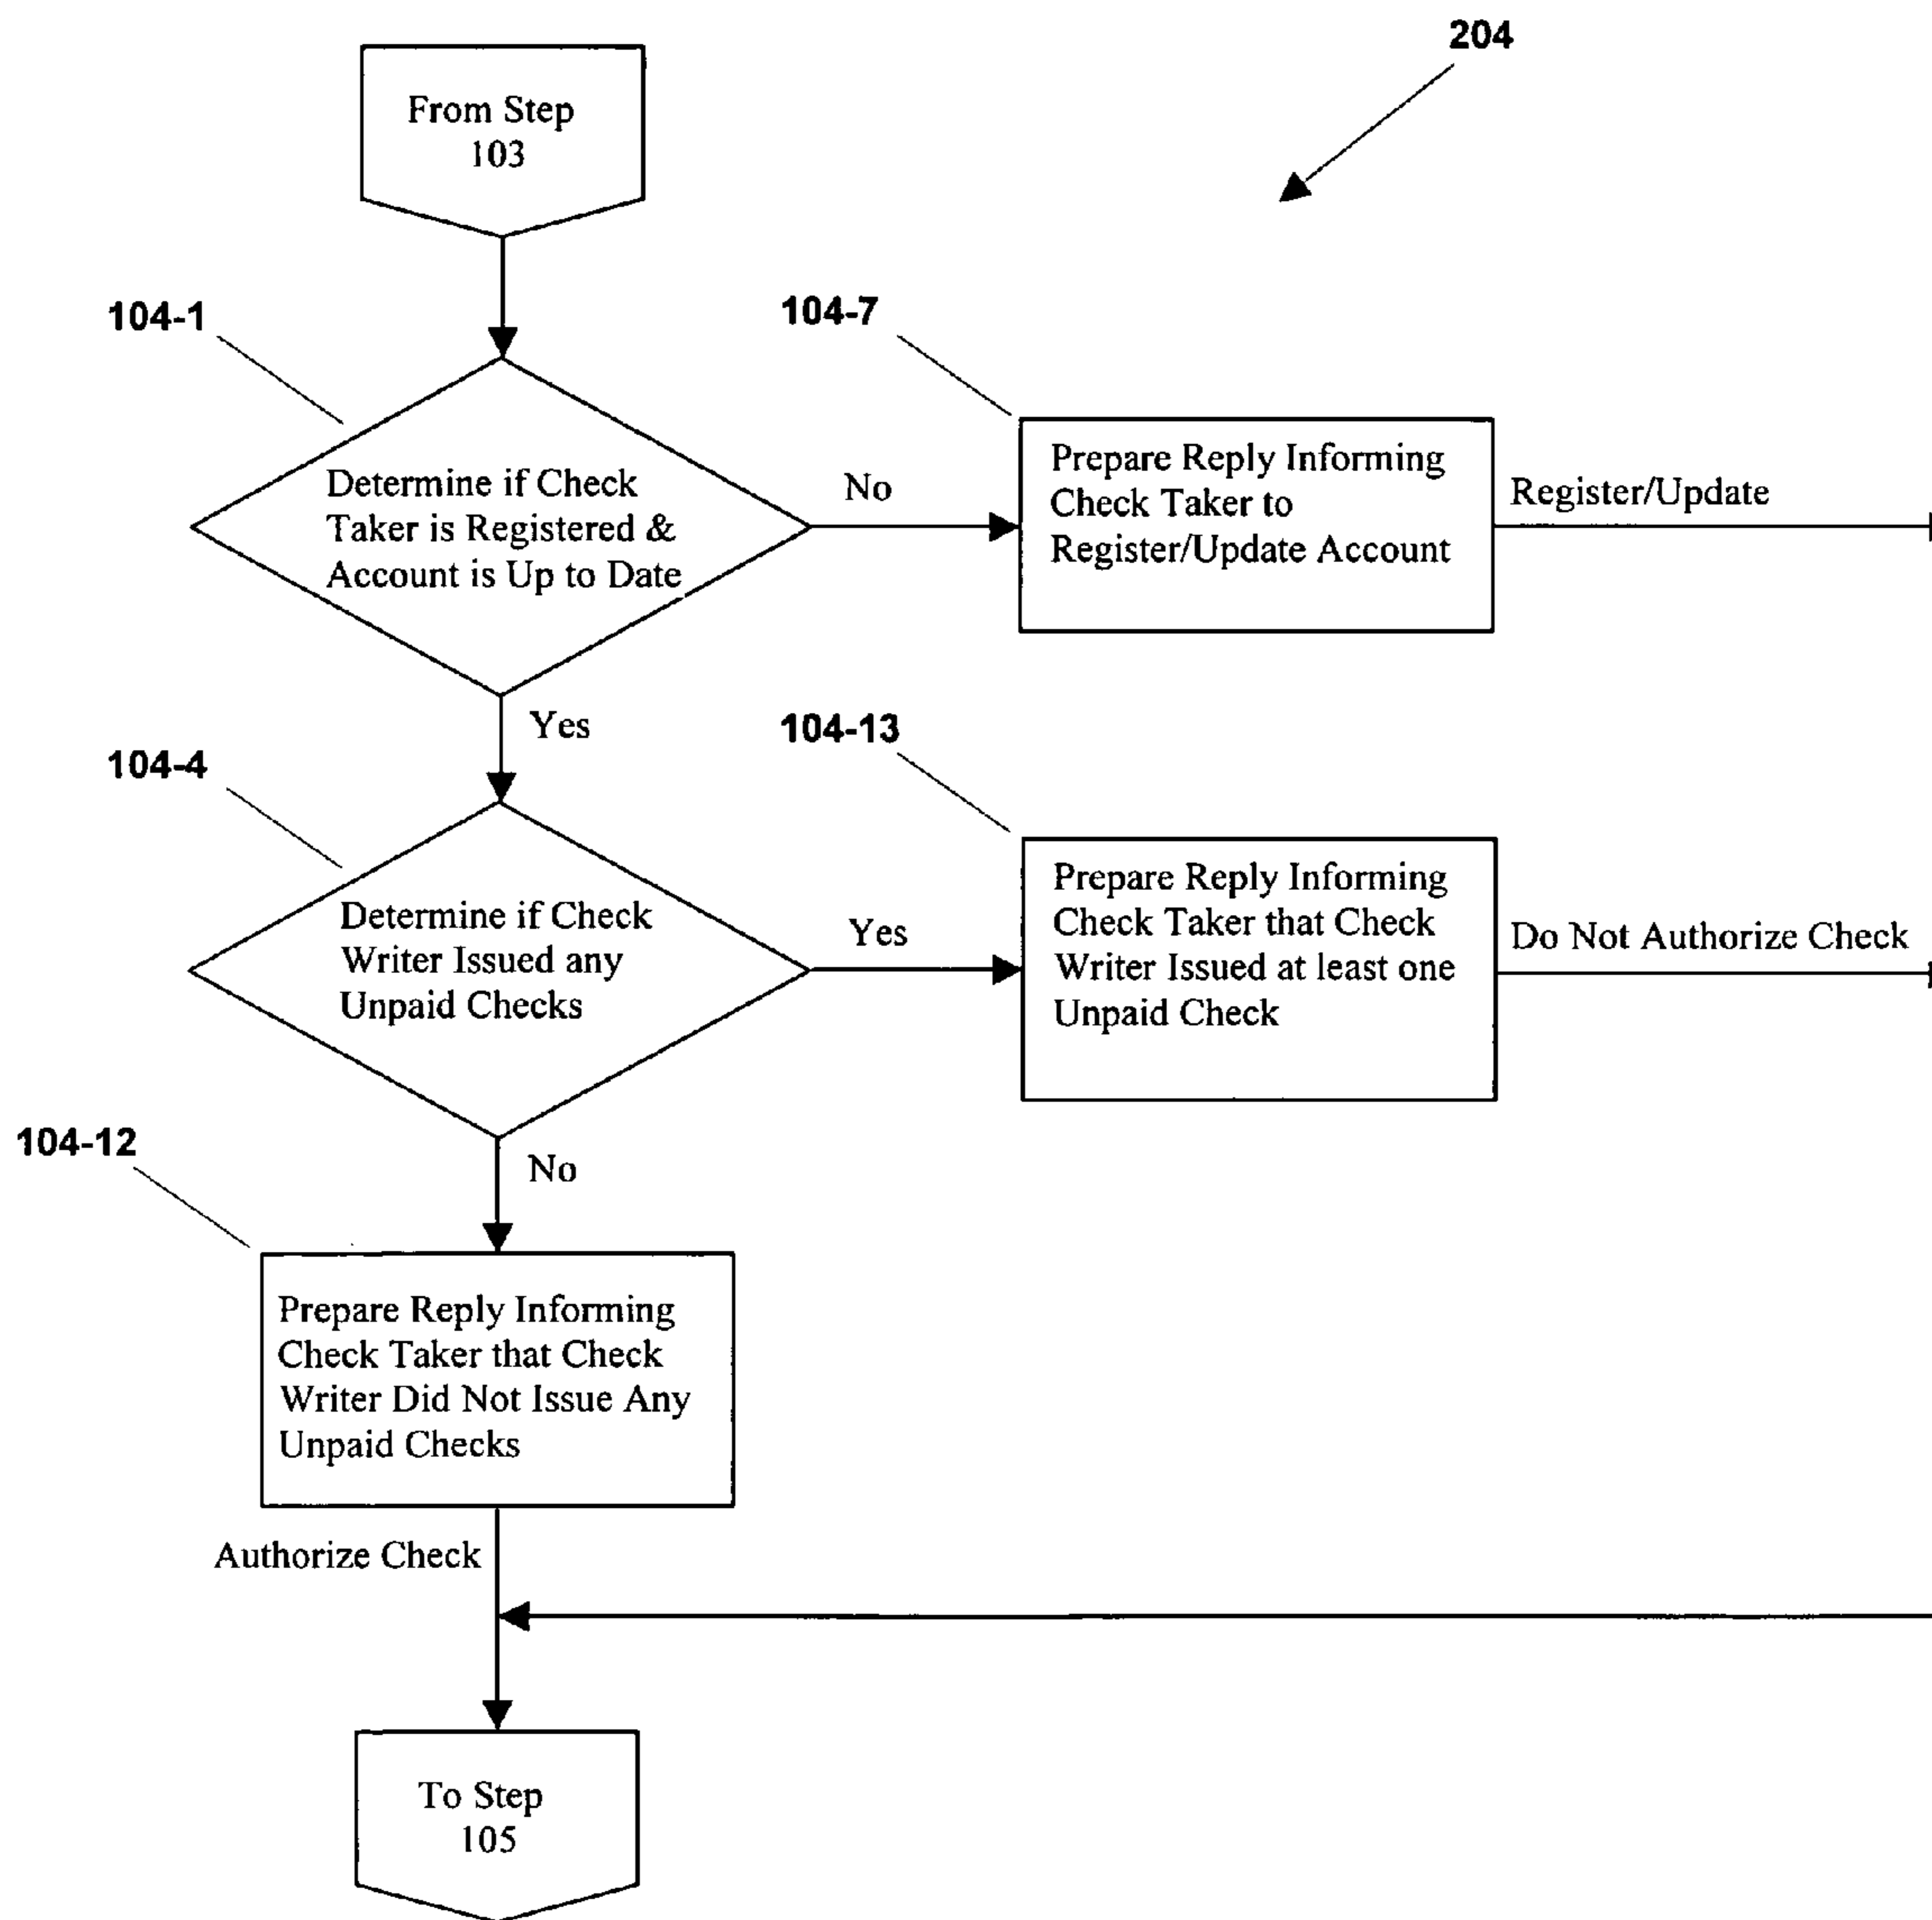 204
From Step
103
104-1
104-7
Determine if Check
Taker is Registered &
Account is Up to Date
No
Prepare Reply Informing
Check Taker to
Register/Update Account
Register/Update
Yes
104-4
104-13
Determine if Check
Writer Issued any
Unpaid Checks
Yes
Prepare Reply Informing
Check Taker that Check
Writer Issued at least one
Unpaid Check
Do Not Authorize Check
No
104-12
Prepare Reply Informing
Check Taker that Check
Writer Did Not Issue Any
Unpaid Checks
Authorize Check
To Step
105